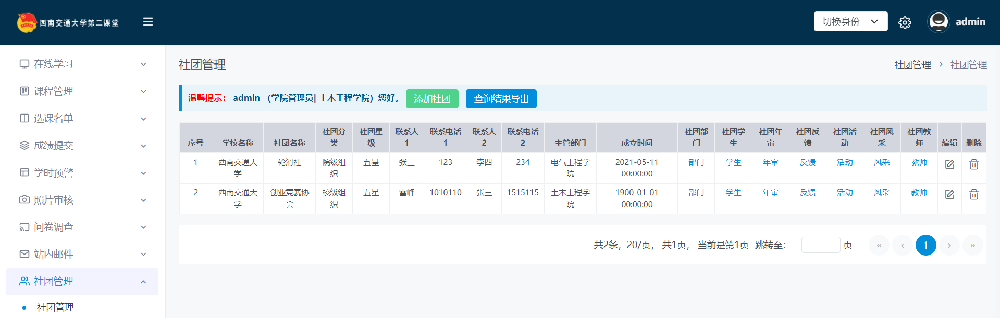 西南交通大学第二课堂
切换身份
admin
在线学习
课程管理
选课名单
成绩提交
学时预警
照片审核
问卷调查
站内邮件
社团管理
社团管理
社团管理
社团管理 > 社团管理
温馨提示： admin （学院管理员| 土木工程学院）您好。 添加社团 查询结果导出
序号 学校名称 社团名称 社团分类 社团星级 联系人1 联系电话1 联系人2 联系电话2 主管部门 成立时间 社团部门 社团学生 社团年审 社团反馈 社团活动 社团风采 社团教师 编辑 删除
1 西南交通大学 轮滑社 院级组织 五星 张三 123 李四 234 电气工程学院 2021-05-11 00:00:00 部门 学生 年审 反馈 活动 风采 教师
2 西南交通大学 创业竞赛协会 校级组织 五星 雪峰 1010110 张三 1515115 土木工程学院 1900-01-01 00:00:00 部门 学生 年审 反馈 活动 风采 教师
共2条，20/页， 共1页， 当前是第1页 跳转至： 页 « ‹ 1 › »